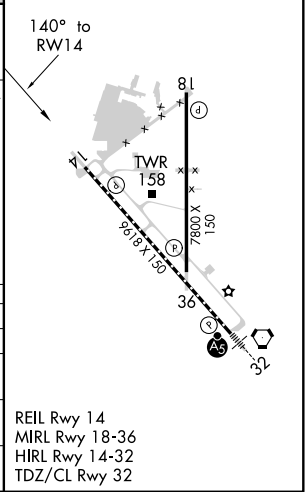 140° to
RW14
18
P
14
TWR
158
P
7800 X
150
9618 X 150
P
36
P
A5
32
REIL Rwy 14
MIRL Rwy 18-36
HIRL Rwy 14-32
TDZ/CL Rwy 32